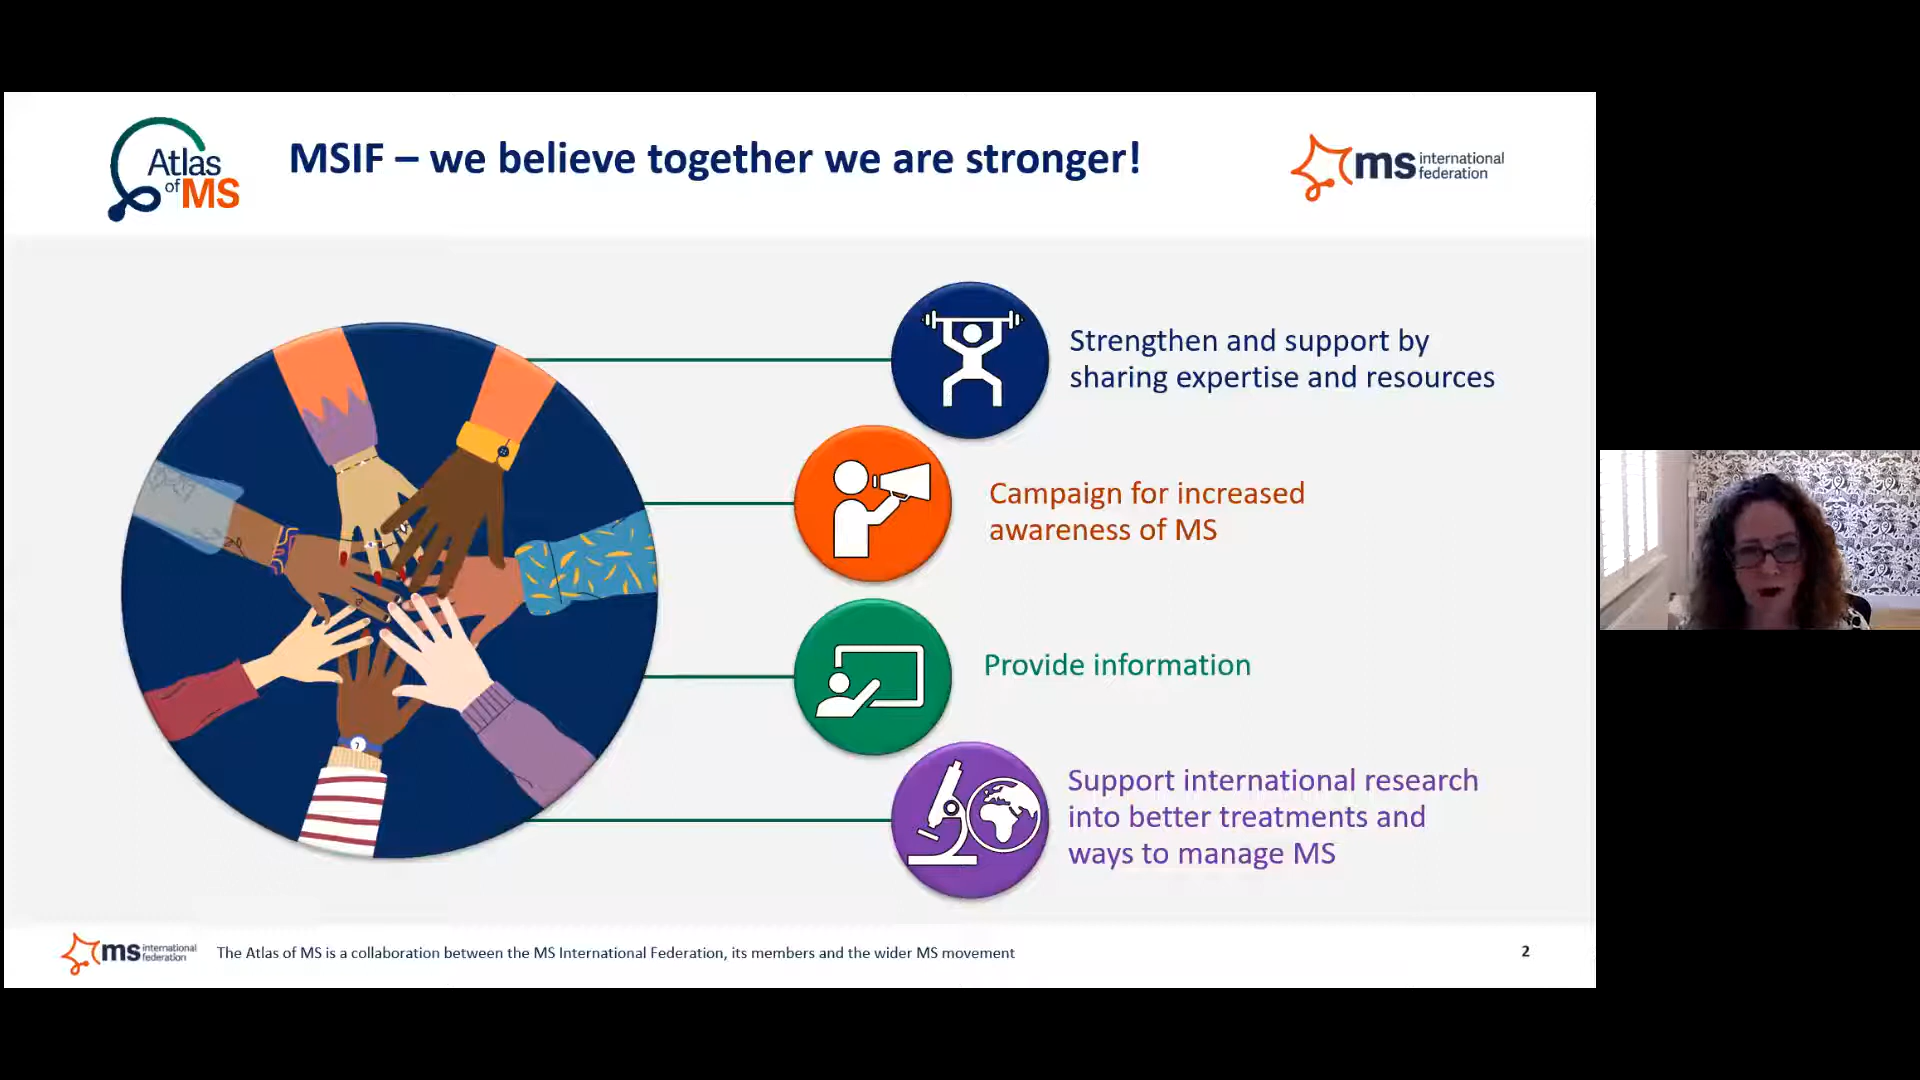 Atlas
of MS
MSIF – we believe together we are stronger!
ms international
federation
Strengthen and support by
sharing expertise and resources
Campaign for increased
awareness of MS
Provide information
Support international research
into better treatments and
ways to manage MS
ms international
federation
The Atlas of MS is a collaboration between the MS International Federation, its members and the wider MS movement
2